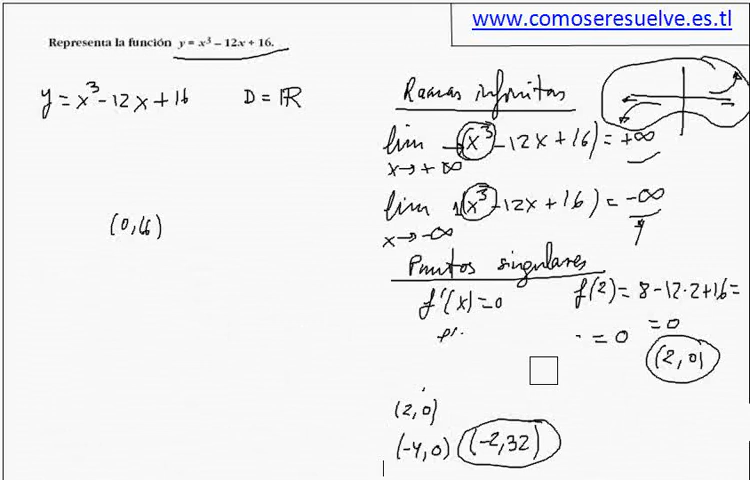 www.comoseresuelve.es.tl
Representa la función y = x³ – 12x + 16.
y = x³ - 12x + 16 D = ℝ
(0,16)
Ramas infinitas
lim (x³ - 12x + 16) = +∞
x → +∞
lim (x³ - 12x + 16) = -∞
x → -∞
Puntos singulares
f'(x) = 0
f(2) = 8 - 12·2 + 16 =
= 0
= 0
(2,0)
(2,0)
(-4,0) (-2,32)